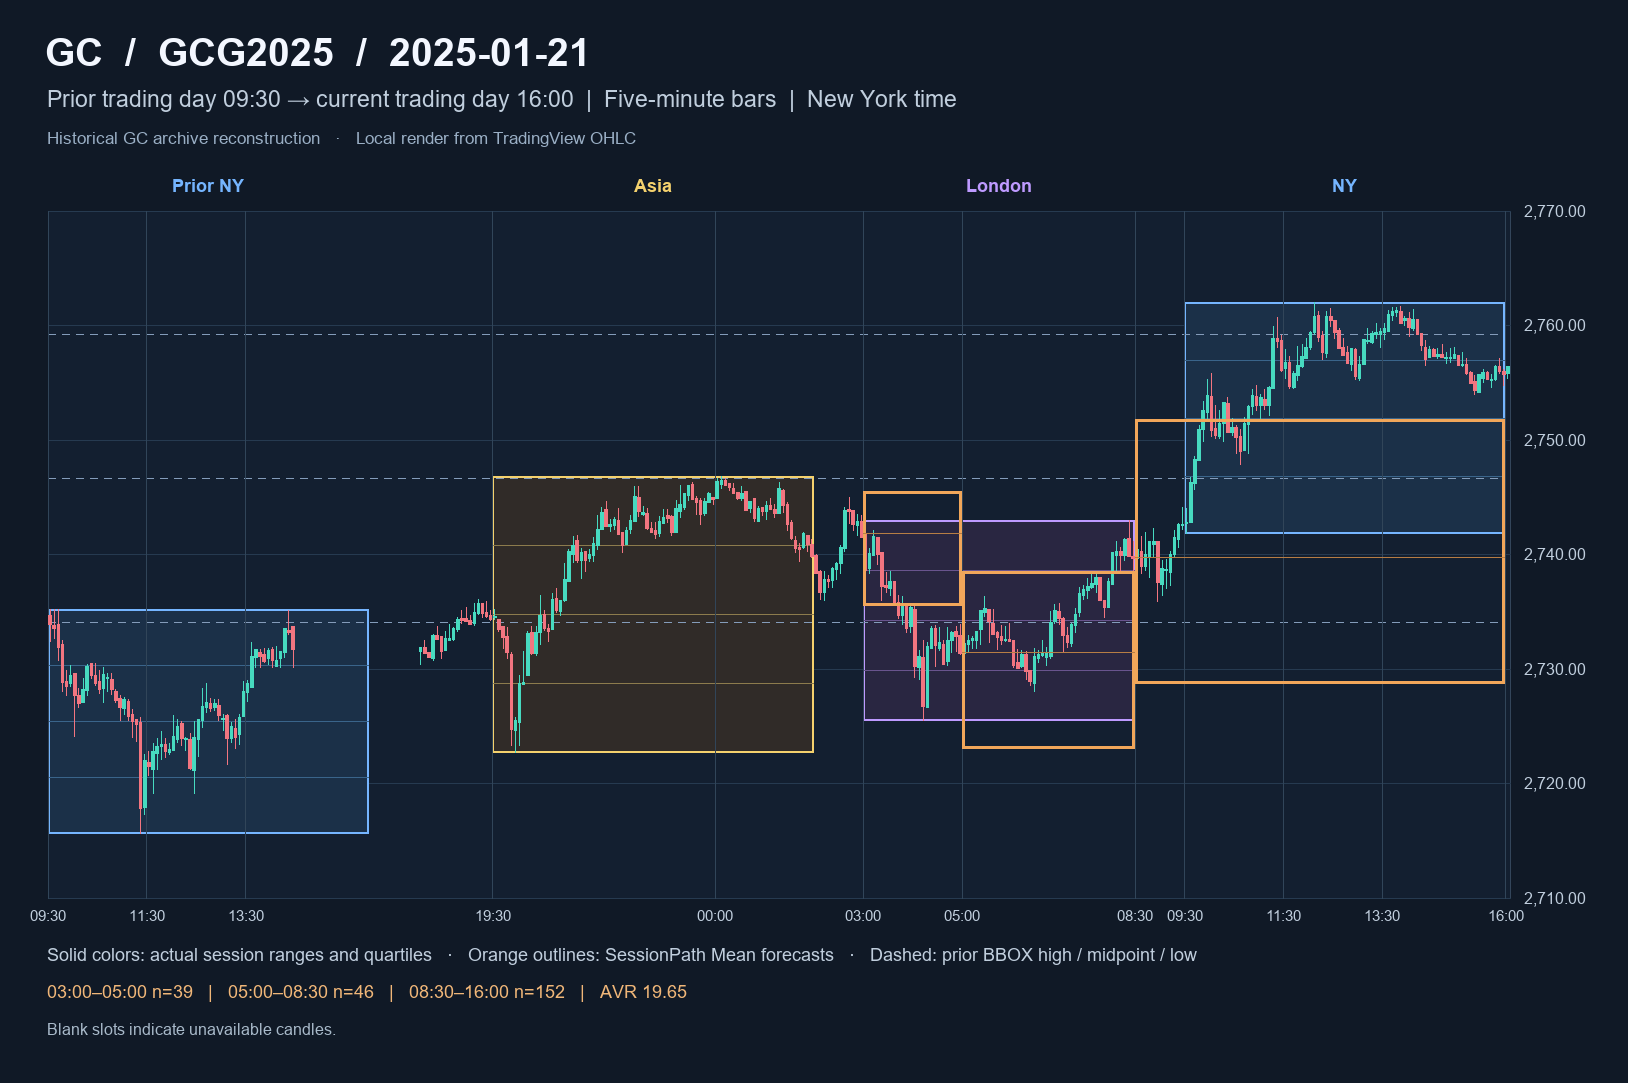 GC / GCG2025 / 2025-01-21
Prior trading day 09:30 → current trading day 16:00 | Five-minute bars | New York time
Historical GC archive reconstruction · Local render from TradingView OHLC
Prior NY Asia London NY
2,770.00
2,760.00
2,750.00
2,740.00
2,730.00
2,720.00
2,710.00
09:30 11:30 13:30 19:30 00:00 03:00 05:00 08:30 09:30 11:30 13:30 16:00
Solid colors: actual session ranges and quartiles · Orange outlines: SessionPath Mean forecasts · Dashed: prior BBOX high / midpoint / low
03:00–05:00 n=39 | 05:00–08:30 n=46 | 08:30–16:00 n=152 | AVR 19.65
Blank slots indicate unavailable candles.